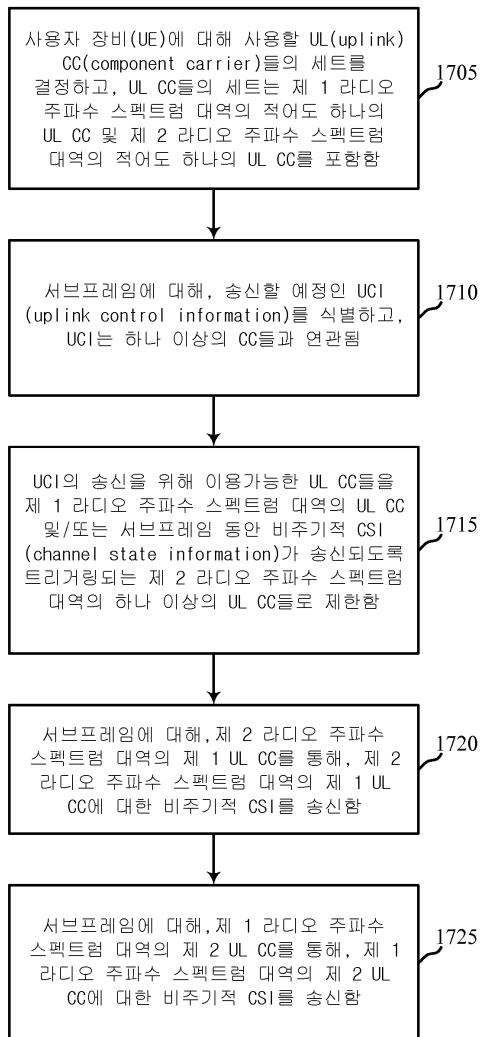 사용자 장비(UE)에 대해 사용할 UL(uplink)
CC(component carrier)들의 세트를
결정하고, UL CC들의 세트는 제 1 라디오
주파수 스펙트럼 대역의 적어도 하나의
UL CC 및 제 2 라디오 주파수 스펙트럼
대역의 적어도 하나의 UL CC를 포함함
1705
서브프레임에 대해, 송신할 예정인 UCI
(uplink control information)를 식별하고,
UCI는 하나 이상의 CC들과 연관됨
1710
UCI의 송신을 위해 이용가능한 UL CC들을
제 1 라디오 주파수 스펙트럼 대역의 UL CC
및/또는 서브프레임 동안 비주기적 CSI
(channel state information)가 송신되도록
트리거링되는 제 2 라디오 주파수 스펙트럼
대역의 하나 이상의 UL CC들로 제한함
1715
서브프레임에 대해,제 2 라디오 주파수
스펙트럼 대역의 제 1 UL CC를 통해, 제 2
라디오 주파수 스펙트럼 대역의 제 1 UL
CC에 대한 비주기적 CSI를 송신함
1720
서브프레임에 대해,제 1 라디오 주파수
스펙트럼 대역의 제 2 UL CC를 통해, 제 1
라디오 주파수 스펙트럼 대역의 제 2 UL
CC에 대한 비주기적 CSI를 송신함
1725